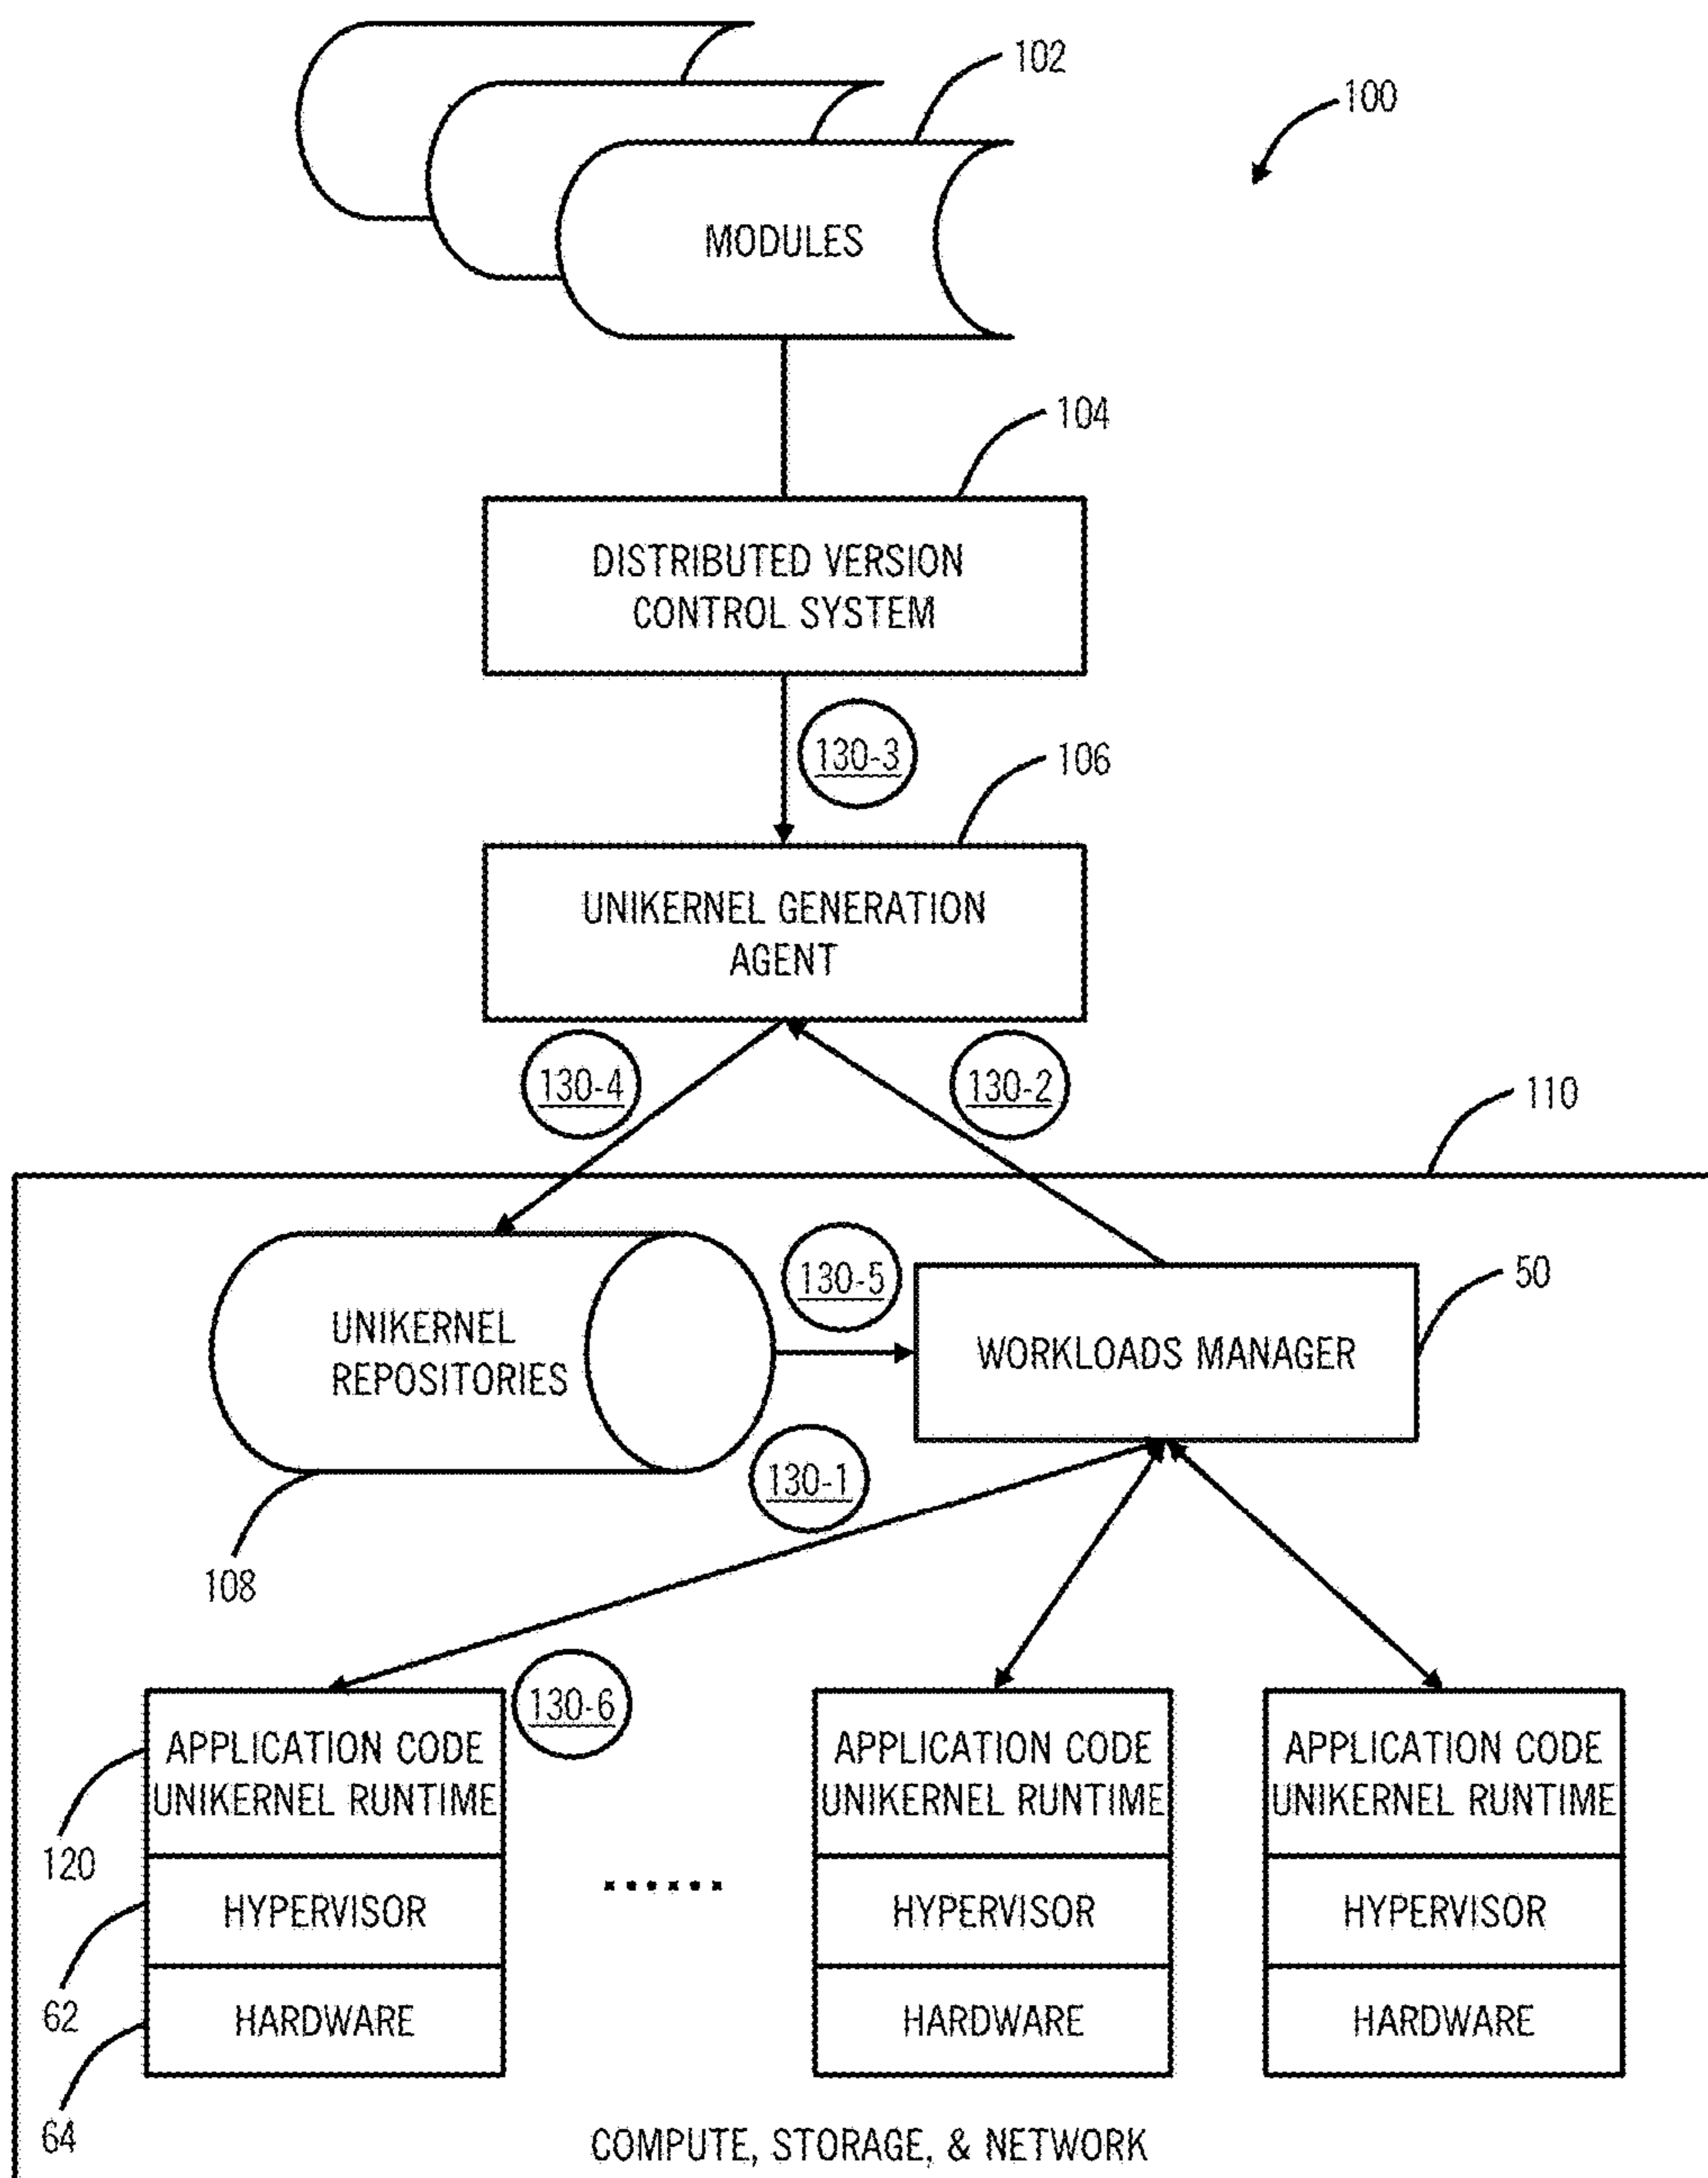 102
100
MODULES
104
DISTRIBUTED VERSION
CONTROL SYSTEM
130-3
106
UNIKERNEL GENERATION
AGENT
130-4
130-2
110
130-5
50
UNIKERNEL
REPOSITORIES
WORKLOADS MANAGER
130-1
108
130-6
APPLICATION CODE
UNIKERNEL RUNTIME
APPLICATION CODE
UNIKERNEL RUNTIME
APPLICATION CODE
UNIKERNEL RUNTIME
120
......
HYPERVISOR
HYPERVISOR
HYPERVISOR
62
HARDWARE
HARDWARE
HARDWARE
64
COMPUTE, STORAGE, & NETWORK